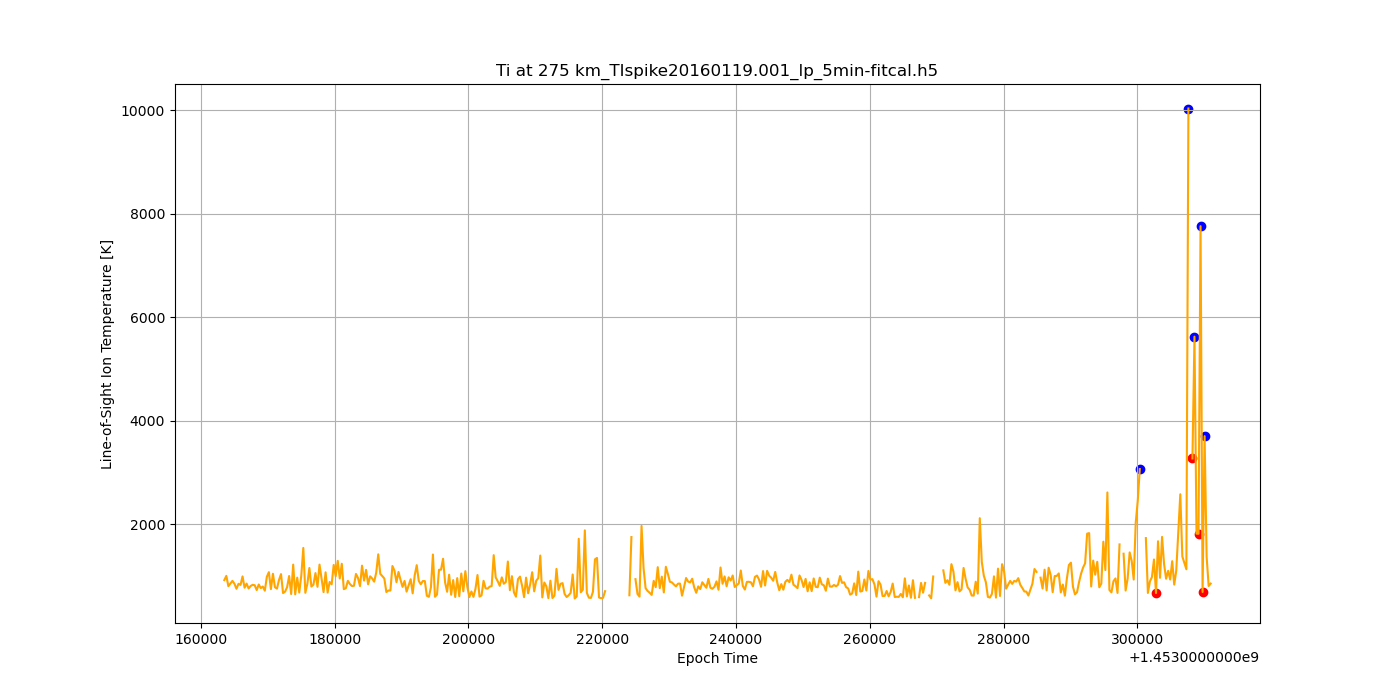 Ti at 275 km_TIspike20160119.001_lp_5min-fitcal.h5
Line-of-Sight Ion Temperature [K]
10000
8000
6000
4000
2000
160000 180000 200000 220000 240000 260000 280000 300000
Epoch Time
+1.4530000000e9